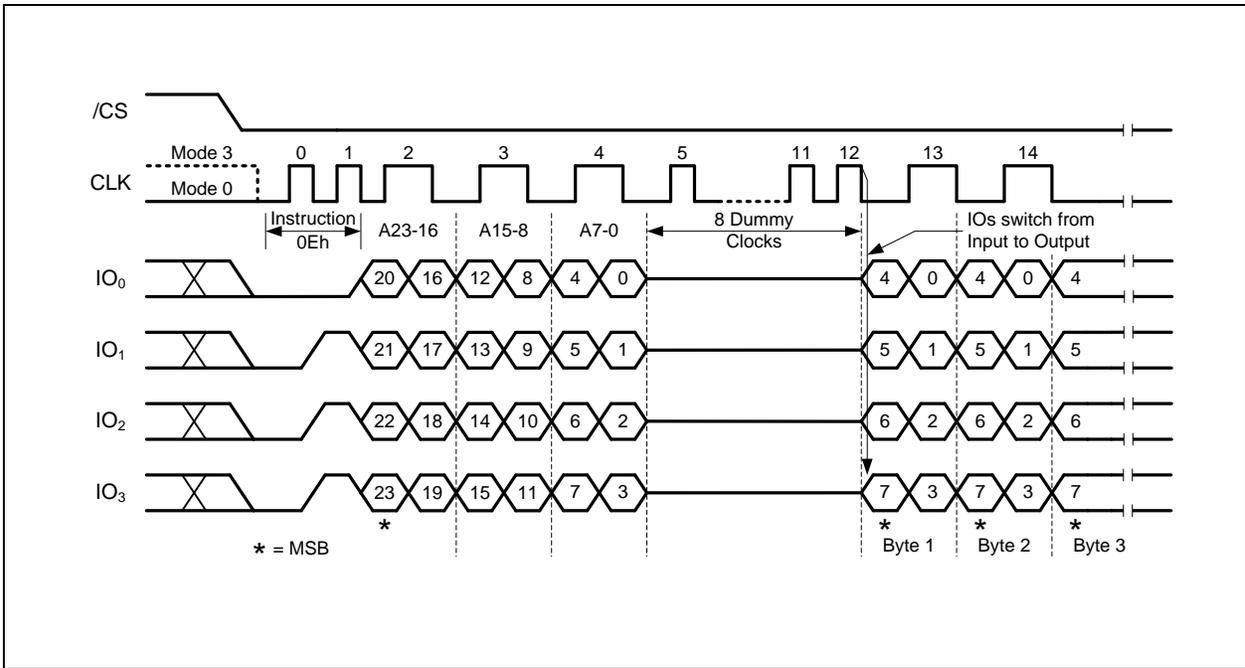 /CS
Mode 3 0 1 2 3 4 5 11 12 13 14
CLK
Mode 0
Instruction
0Eh
A23-16 A15-8 A7-0
8 Dummy
Clocks
IOs switch from
Input to Output
IO0 20 16 12 8 4 0 4 0 4 0 4
IO1 21 17 13 9 5 1 5 1 5 1 5
IO2 22 18 14 10 6 2 6 2 6 2 6
IO3 23 19 15 11 7 3 7 3 7 3 7
* * * *
* = MSB
Byte 1 Byte 2 Byte 3